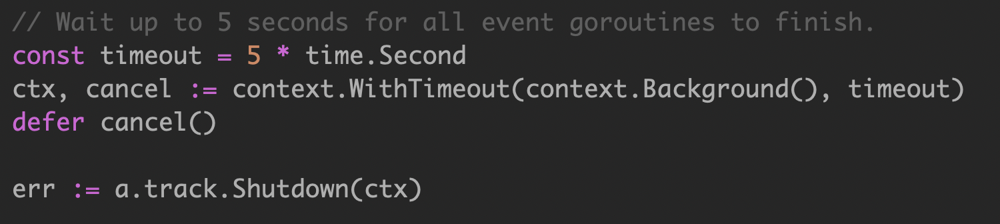 // Wait up to 5 seconds for all event goroutines to finish.
const timeout = 5 * time.Second
ctx, cancel := context.WithTimeout(context.Background(), timeout)
defer cancel()
err := a.track.Shutdown(ctx)